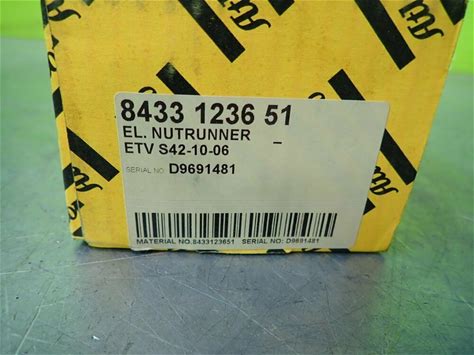 8433 1236 51
EL. NUTRUNNER –
ETV S42-10-06
SERIAL NO: D9691481
MATERIAL NO.8433123651 SERIAL NO: D9691481